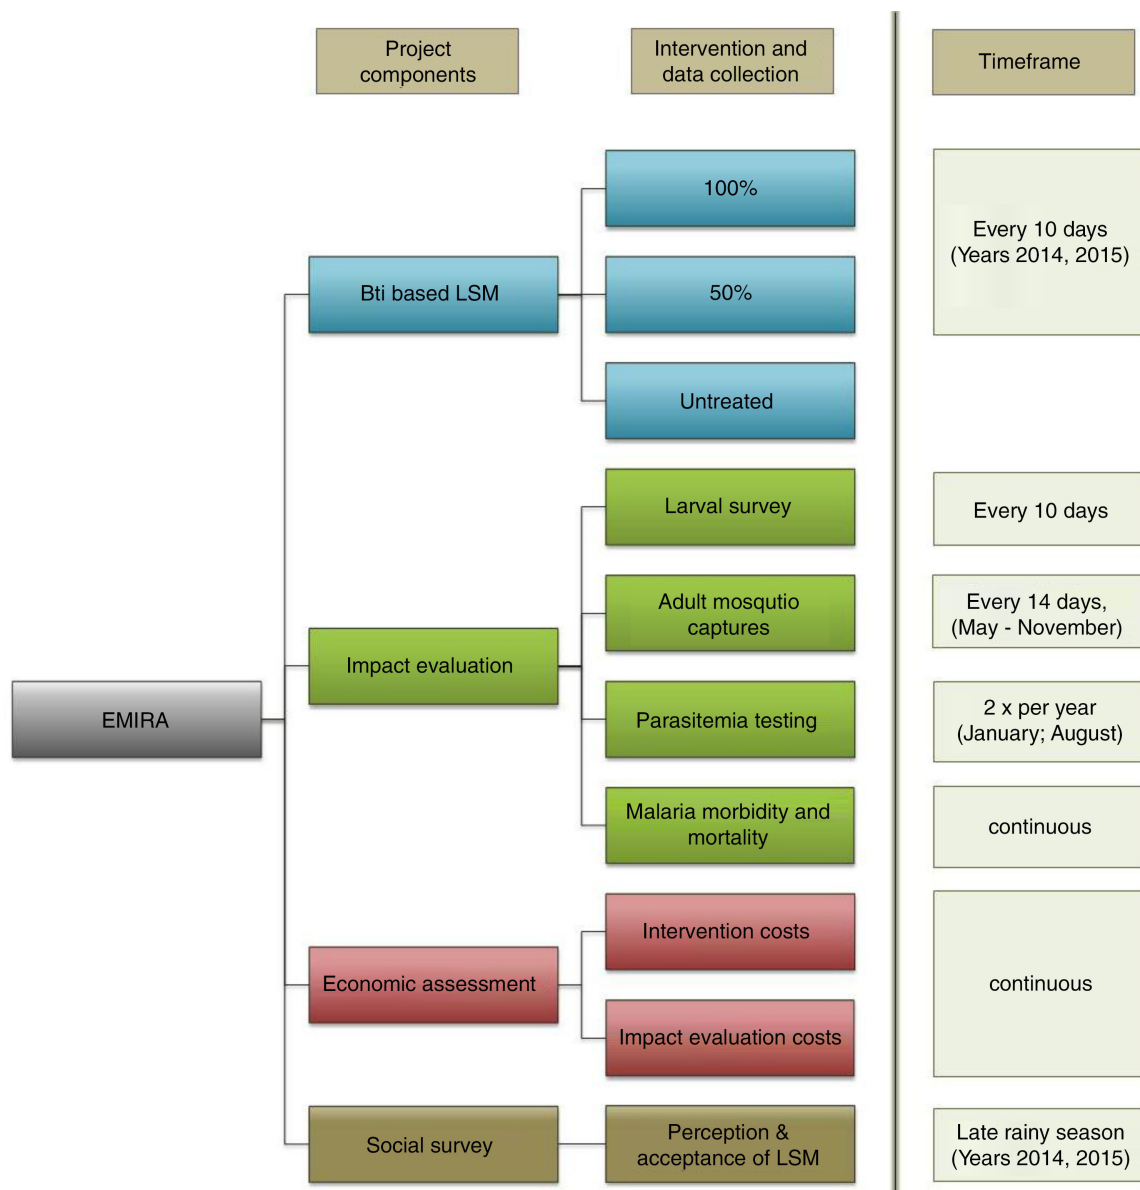 Project
components
Intervention and
data collection
Timeframe
100%
Every 10 days
(Years 2014, 2015)
Bti based LSM
50%
Untreated
Larval survey
Every 10 days
Adult mosqutio
captures
Every 14 days,
(May - November)
Impact evaluation
EMIRA
Parasitemia testing
2 x per year
(January; August)
Malaria morbidity and
mortality
continuous
Intervention costs
Economic assessment
continuous
Impact evaluation costs
Social survey
Perception &
acceptance of LSM
Late rainy season
(Years 2014, 2015)